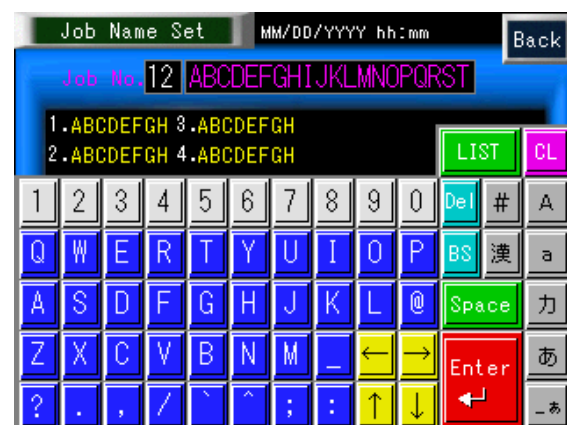 Job Name Set MM/DD/YYYY hh:mm Back
Job No. 12 ABCDEFGHIJKLMNOPQRST
1.ABCDEFGH 3.ABCDEFGH
2.ABCDEFGH 4.ABCDEFGH
LIST CL
1 2 3 4 5 6 7 8 9 0 Del # A
Q W E R T Y U I O P BS 漢 a
A S D F G H J K L @ Space カ
Z X C V B N M _ ← → Enter あ
? . , / ` ^ ; : ↑ ↓ ↵ _あ